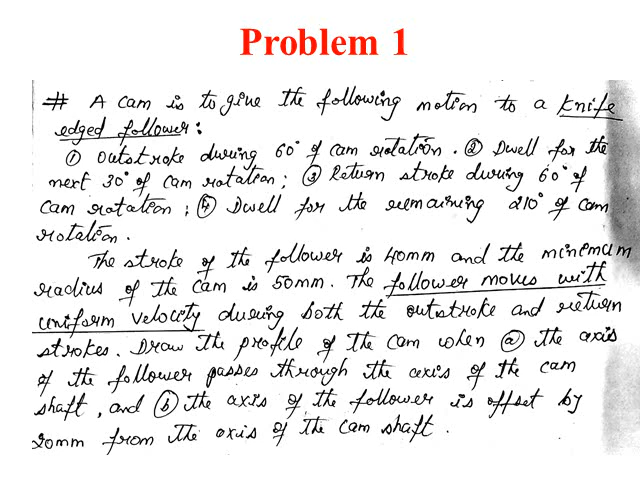 Problem 1
# A cam is to give the following motion to a knife
edged follower:
① Outstroke during 60° of cam rotation. ② Dwell for the
next 30° of cam rotation; ③ Return stroke during 60° of
cam rotation; ④ Dwell for the remaining 210° of cam
rotation.
The stroke of the follower is 40mm and the minimum
radius of the cam is 50mm. The follower moves with
uniform velocity during both the outstroke and return
strokes. Draw the profile of the cam when ⓐ the axis
of the follower passes through the axis of the cam
shaft, and ⓑ the axis of the follower is offset by
20mm from the axis of the cam shaft.